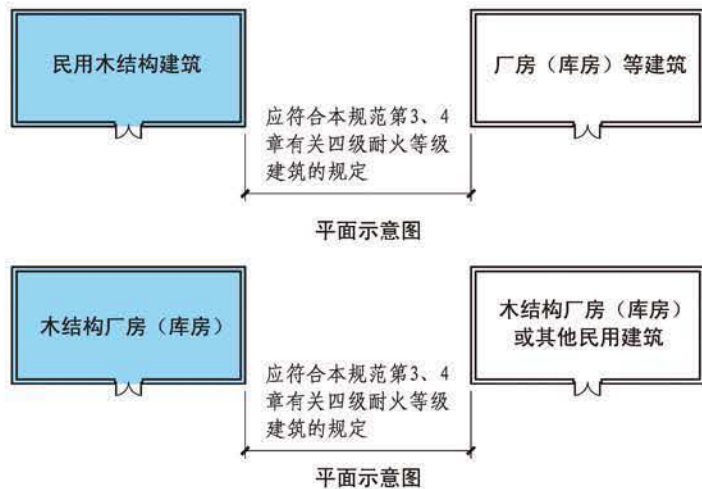 民用木结构建筑
厂房（库房）等建筑
应符合本规范第3、4
章有关四级耐火等级
建筑的规定
平面示意图
木结构厂房（库房）
木结构厂房（库房）
或其他民用建筑
应符合本规范第3、4
章有关四级耐火等级
建筑的规定
平面示意图